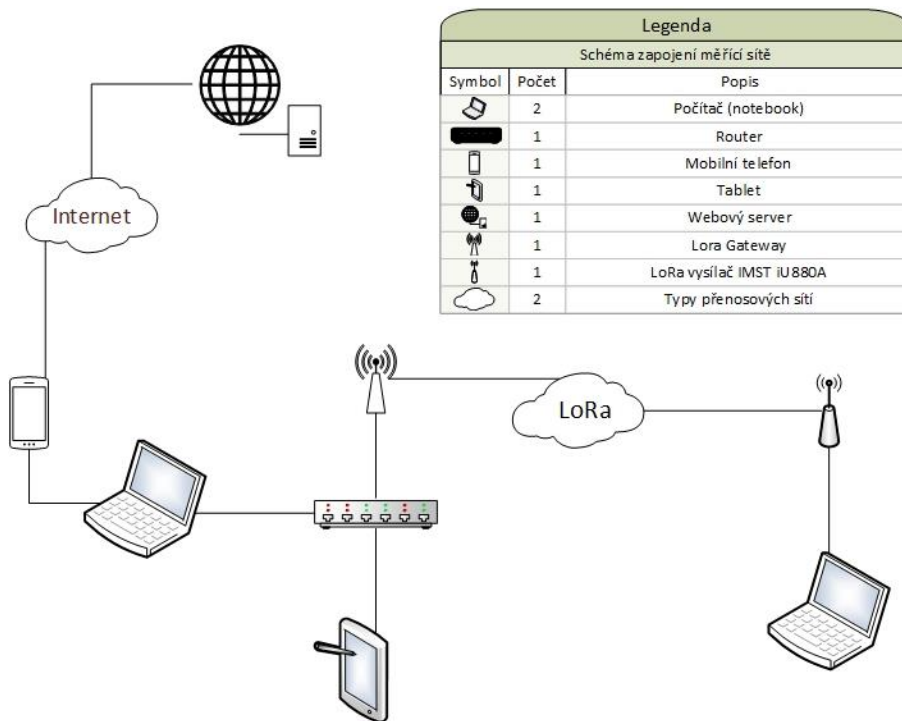 Legenda
Schéma zapojení měřící sítě
Symbol Počet Popis
2 Počítač (notebook)
1 Router
1 Mobilní telefon
1 Tablet
1 Webový server
1 Lora Gateway
1 LoRa vysílač IMST iU880A
2 Typy přenosových sítí
Internet
LoRa